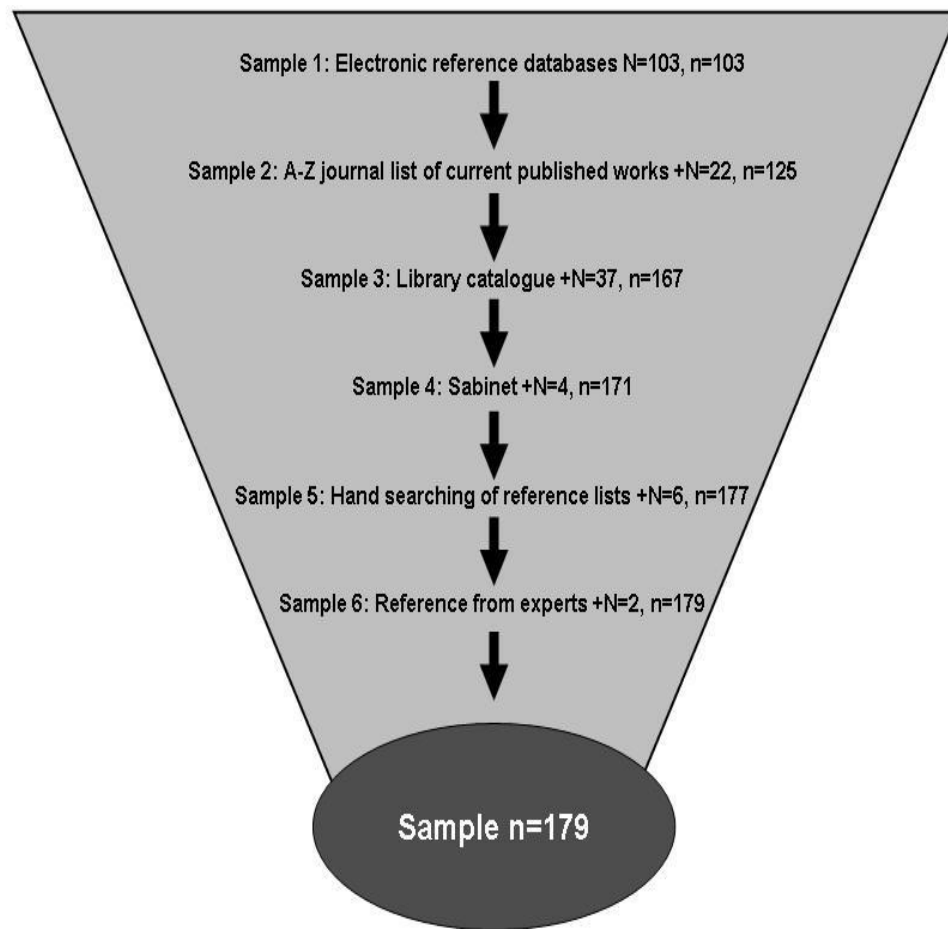 Sample 1: Electronic reference databases N=103, n=103
Sample 2: A-Z journal list of current published works +N=22, n=125
Sample 3: Library catalogue +N=37, n=167
Sample 4: Sabinet +N=4, n=171
Sample 5: Hand searching of reference lists +N=6, n=177
Sample 6: Reference from experts +N=2, n=179
Sample n=179